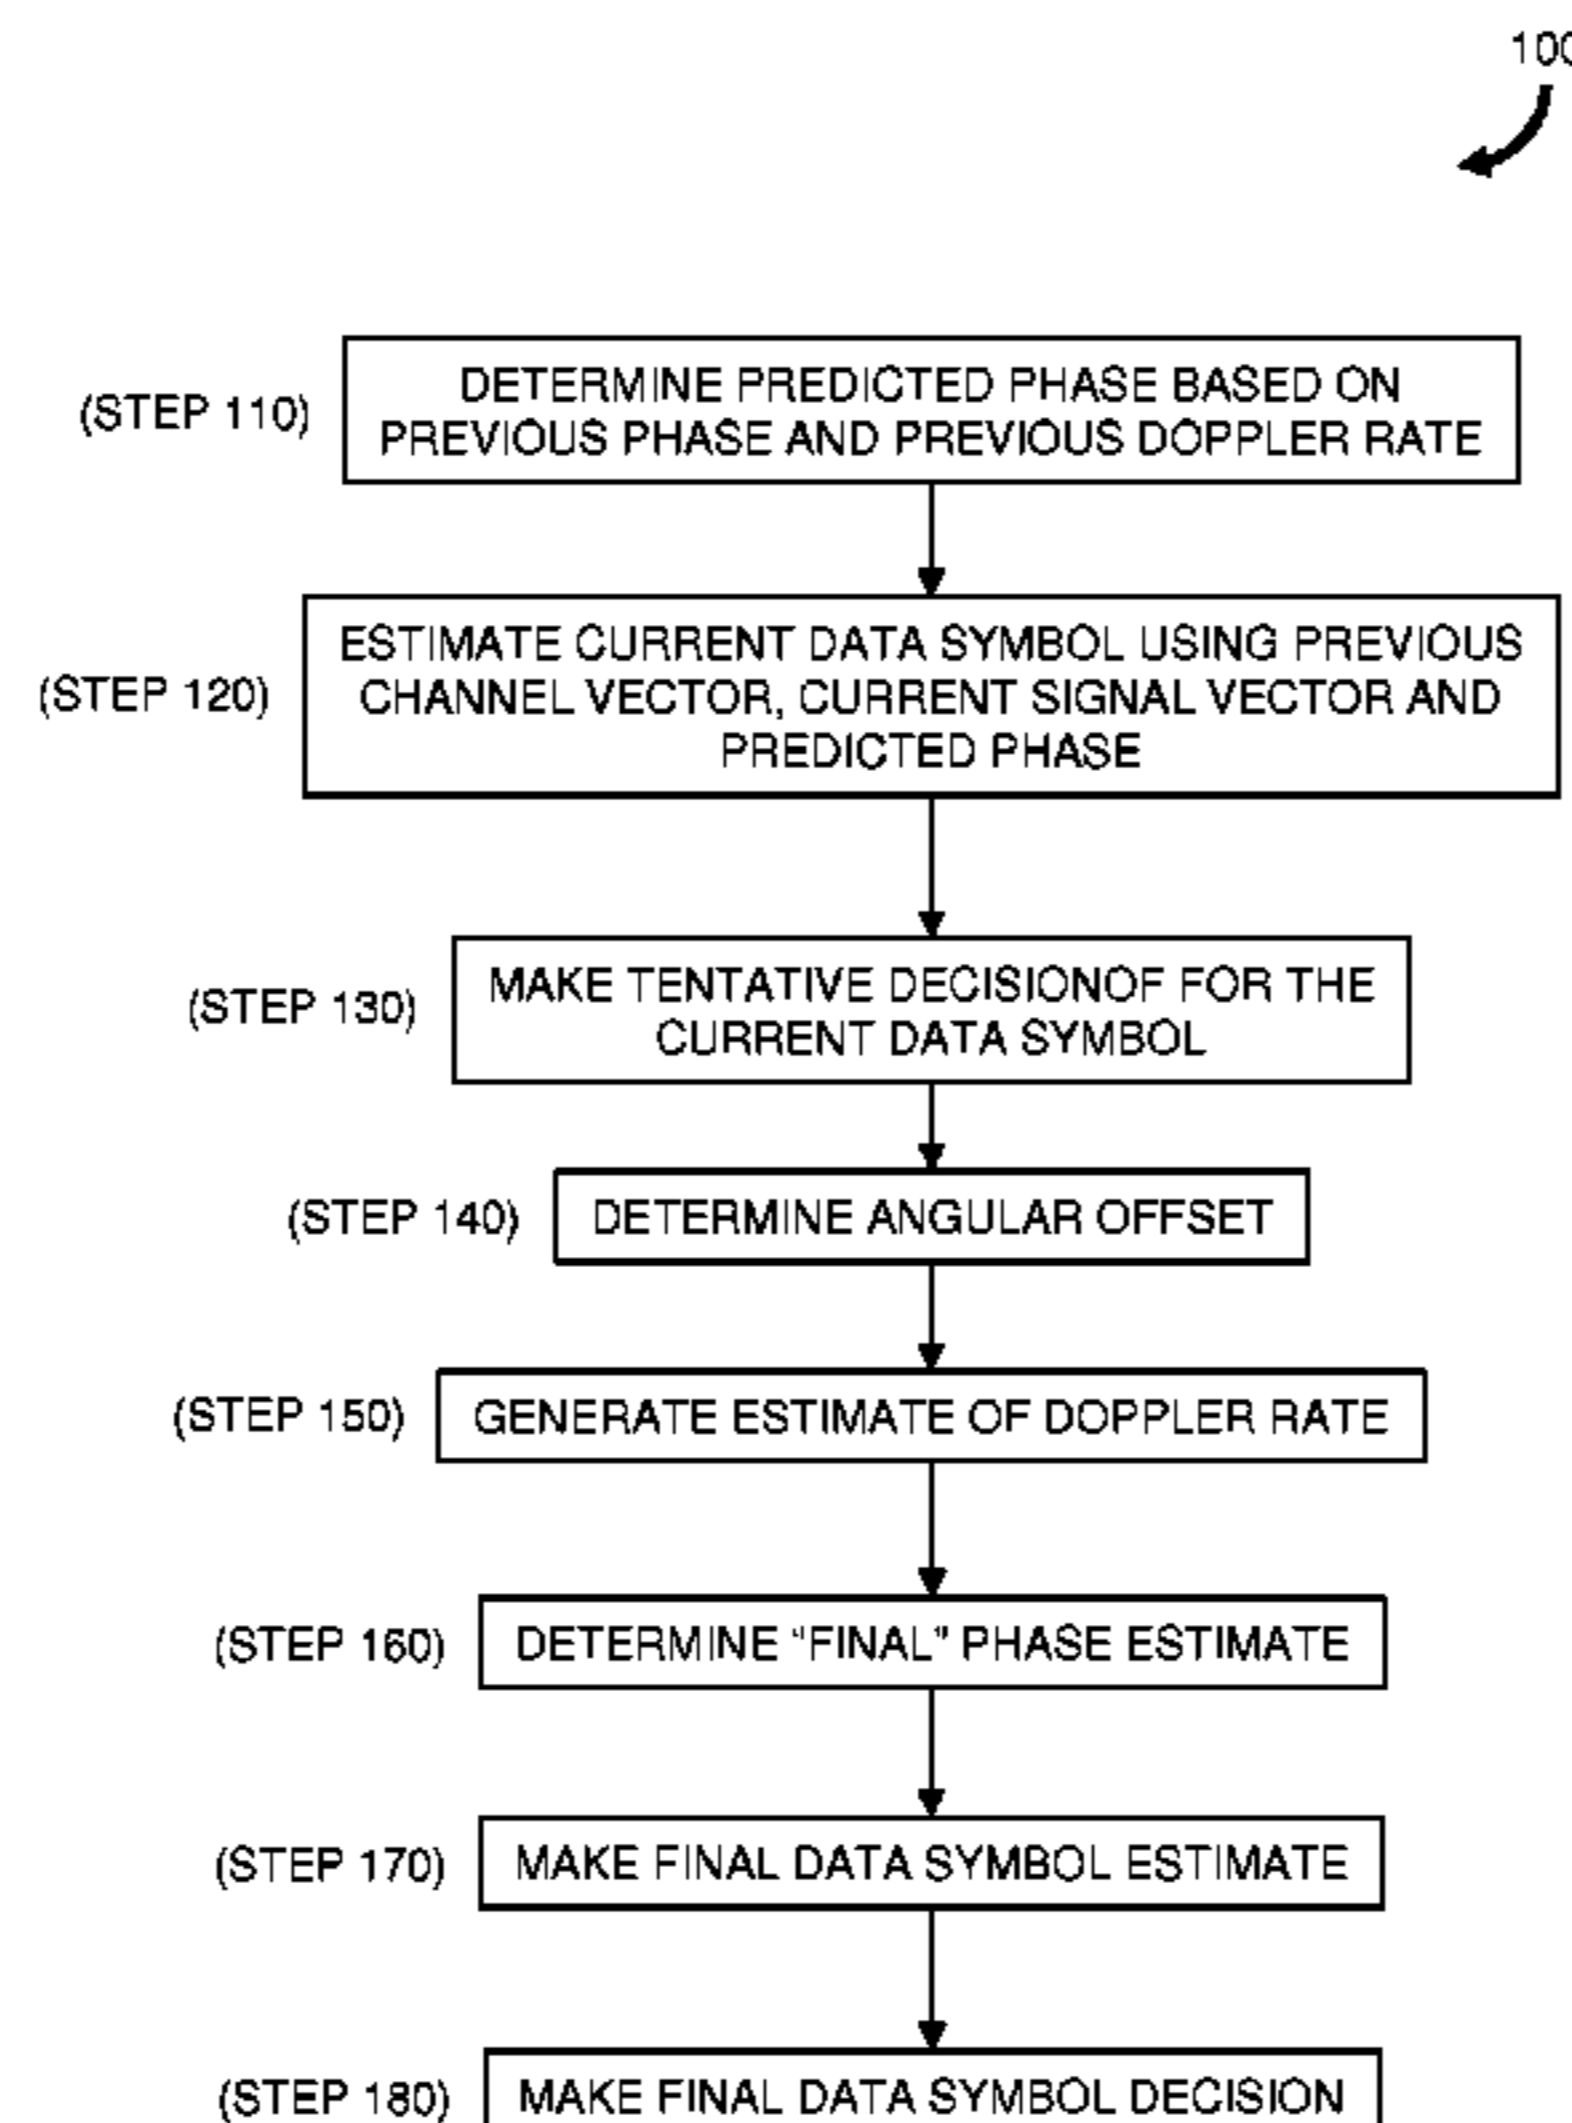 100
(STEP 110)
DETERMINE PREDICTED PHASE BASED ON
PREVIOUS PHASE AND PREVIOUS DOPPLER RATE
(STEP 120)
ESTIMATE CURRENT DATA SYMBOL USING PREVIOUS
CHANNEL VECTOR, CURRENT SIGNAL VECTOR AND
PREDICTED PHASE
(STEP 130)
MAKE TENTATIVE DECISIONOF FOR THE
CURRENT DATA SYMBOL
(STEP 140)
DETERMINE ANGULAR OFFSET
(STEP 150)
GENERATE ESTIMATE OF DOPPLER RATE
(STEP 160)
DETERMINE “FINAL” PHASE ESTIMATE
(STEP 170)
MAKE FINAL DATA SYMBOL ESTIMATE
(STEP 180)
MAKE FINAL DATA SYMBOL DECISION